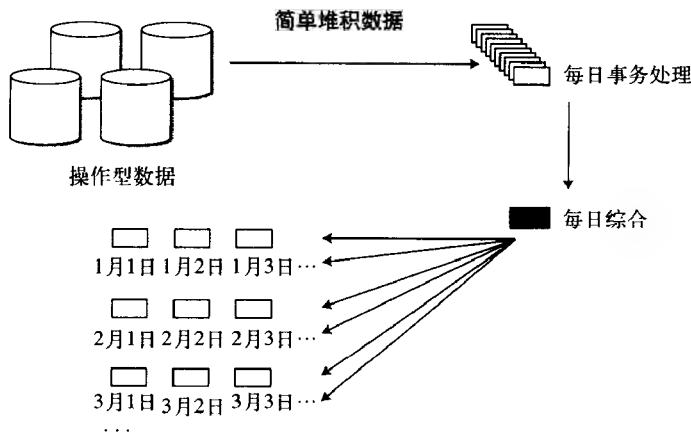 简单堆积数据
每日事务处理
操作型数据
每日综合
1月1日 1月2日 1月3日…
2月1日 2月2日 2月3日…
3月1日 3月2日 3月3日…
…